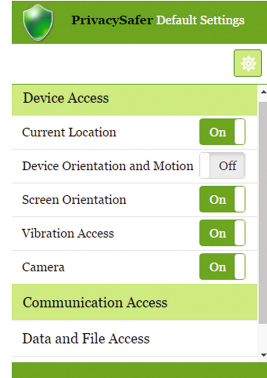 PrivacySafer Default Settings
Device Access
Current Location On
Device Orientation and Motion Off
Screen Orientation On
Vibration Access On
Camera On
Communication Access
Data and File Access